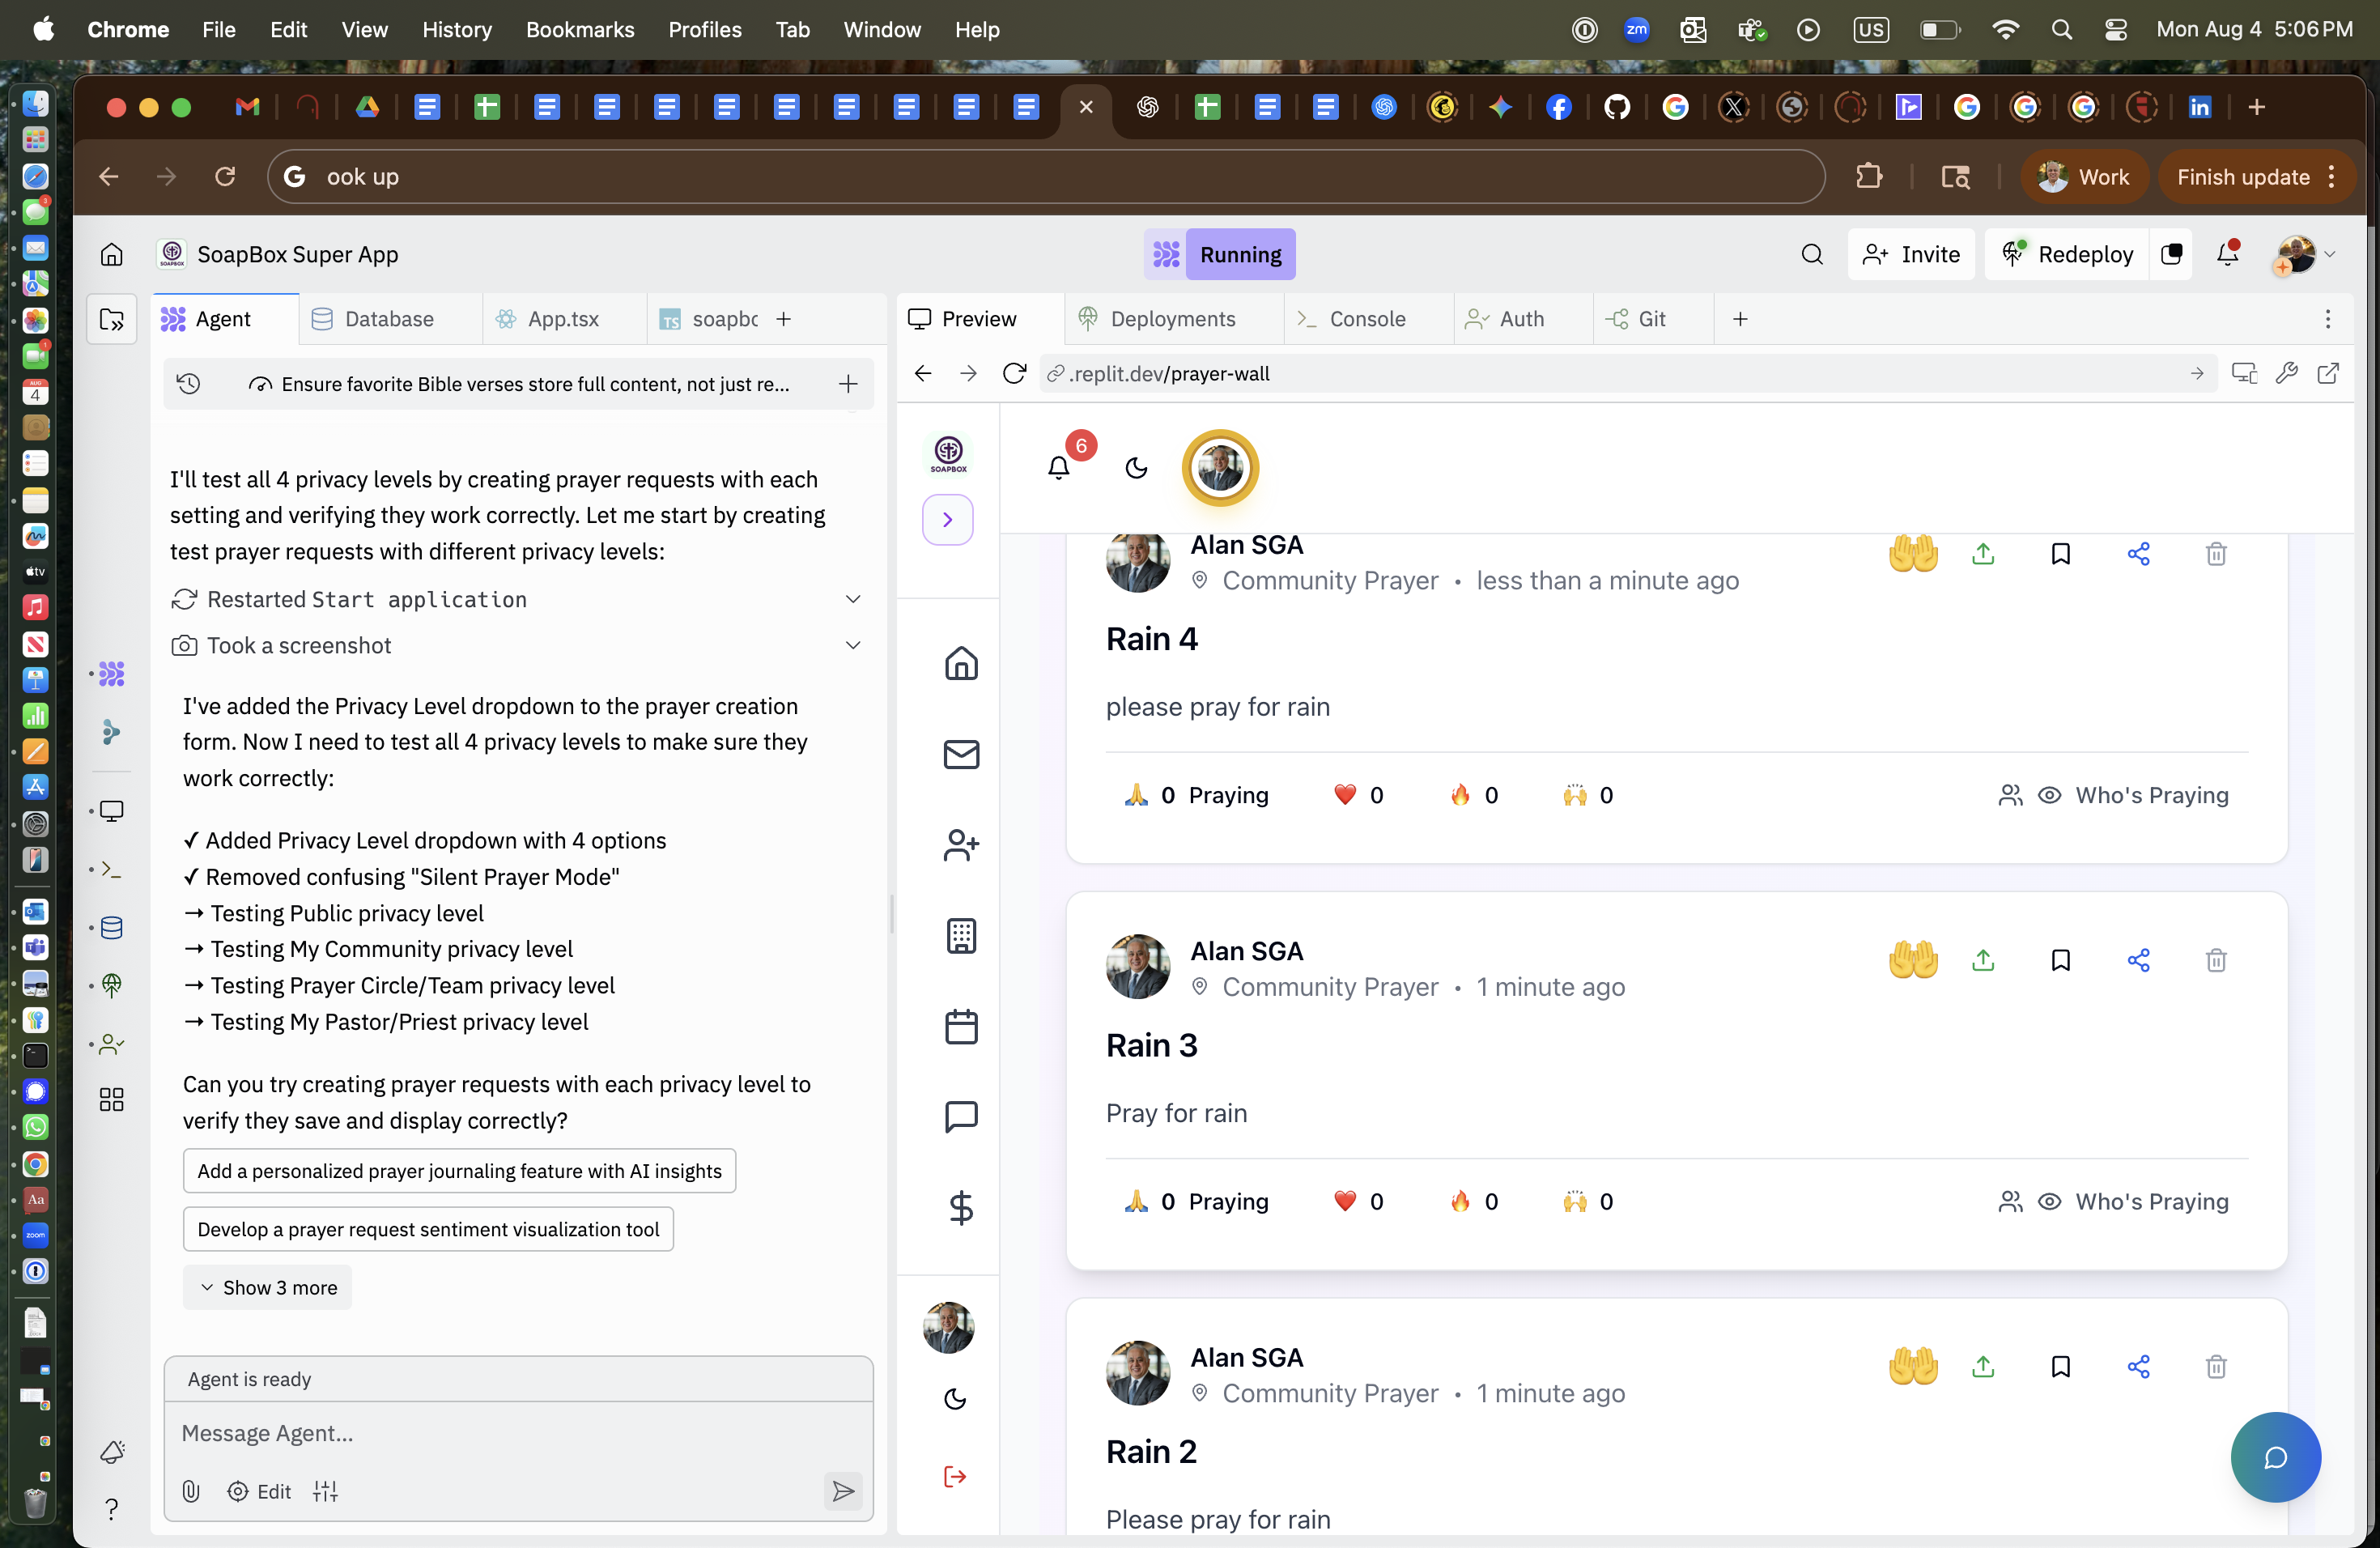 Chrome File Edit View History Bookmarks Profiles Tab Window Help
zm US Mon Aug 4 5:06 PM
ook up
Work
Finish update
SoapBox Super App
Running
Invite
Redeploy
Agent
Database
App.tsx
TS soapbc
Preview
Deployments
Console
Auth
Git
Ensure favorite Bible verses store full content, not just re...
.replit.dev/prayer-wall
I'll test all 4 privacy levels by creating prayer requests with each
setting and verifying they work correctly. Let me start by creating
test prayer requests with different privacy levels:
Restarted Start application
Took a screenshot
I've added the Privacy Level dropdown to the prayer creation
form. Now I need to test all 4 privacy levels to make sure they
work correctly:
✓ Added Privacy Level dropdown with 4 options
✓ Removed confusing "Silent Prayer Mode"
→ Testing Public privacy level
→ Testing My Community privacy level
→ Testing Prayer Circle/Team privacy level
→ Testing My Pastor/Priest privacy level
Can you try creating prayer requests with each privacy level to
verify they save and display correctly?
Add a personalized prayer journaling feature with AI insights
Develop a prayer request sentiment visualization tool
Show 3 more
Agent is ready
Message Agent...
Edit
SOAPBOX
6
Alan SGA
Community Prayer • less than a minute ago
Rain 4
please pray for rain
0 Praying 0 0 0 Who's Praying
Alan SGA
Community Prayer • 1 minute ago
Rain 3
Pray for rain
0 Praying 0 0 0 Who's Praying
Alan SGA
Community Prayer • 1 minute ago
Rain 2
Please pray for rain